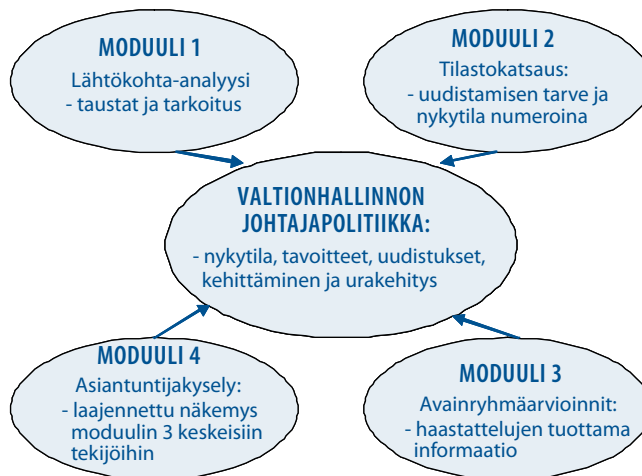 MODUULI 1
Lähtökohta-analyysi
- taustat ja tarkoitus
MODUULI 2
Tilastokatsaus:
- uudistamisen tarve ja
nykytila numeroina
VALTIONHALLINNON
JOHTAJAPOLITIIKKA:
- nykytila, tavoitteet, uudistukset,
kehittäminen ja urakehitys
MODUULI 4
Asiantuntijakysely:
- laajennettu näkemys
moduulin 3 keskeisiin
tekijöihin
MODUULI 3
Avainryhmäarvioinnit:
- haastattelujen tuottama
informaatio